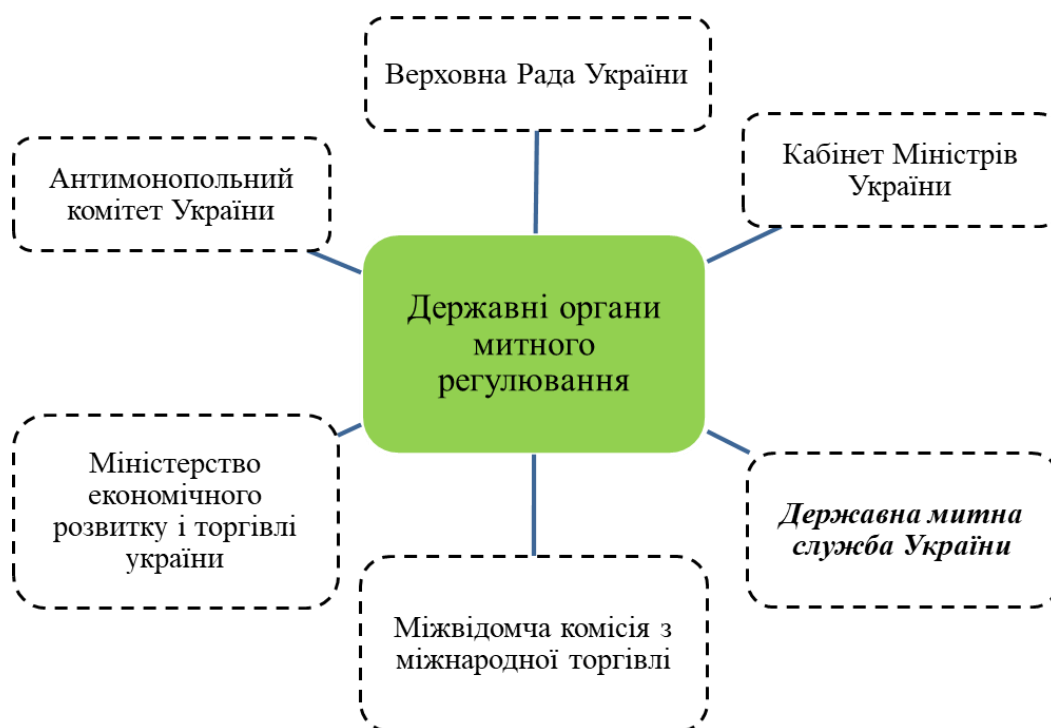 Верховна Рада України
Антимонопольний
комітет України
Кабінет Міністрів
України
Державні органи
митного
регулювання
Міністерство
економічного
розвитку і торгівлі
україни
Державна митна
служба України
Міжвідомча комісія з
міжнародної торгівлі